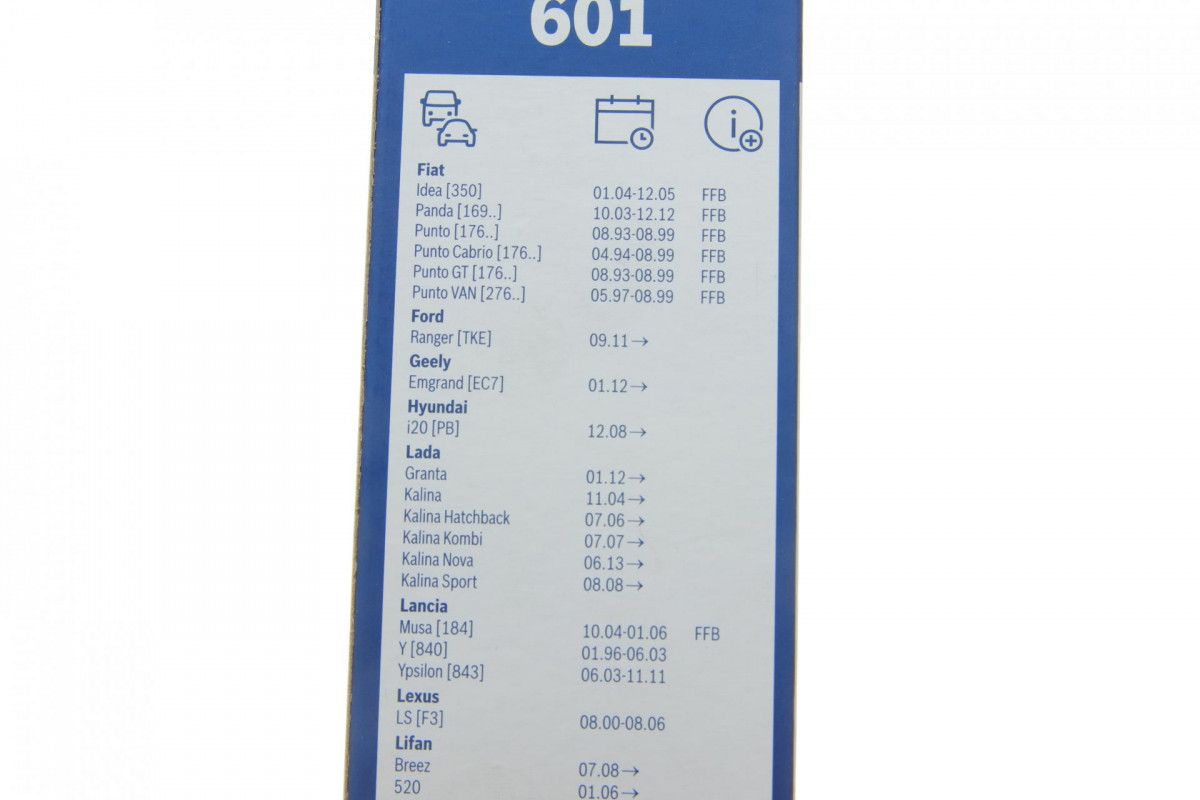 601
Fiat
Idea [350] 01.04-12.05 FFB
Panda [169..] 10.03-12.12 FFB
Punto [176..] 08.93-08.99 FFB
Punto Cabrio [176..] 04.94-08.99 FFB
Punto GT [176..] 08.93-08.99 FFB
Punto VAN [276..] 05.97-08.99 FFB
Ford
Ranger [TKE] 09.11→
Geely
Emgrand [EC7] 01.12→
Hyundai
i20 [PB] 12.08→
Lada
Granta 01.12→
Kalina 11.04→
Kalina Hatchback 07.06→
Kalina Kombi 07.07→
Kalina Nova 06.13→
Kalina Sport 08.08→
Lancia
Musa [184] 10.04-01.06 FFB
Y [840] 01.96-06.03
Ypsilon [843] 06.03-11.11
Lexus
LS [F3] 08.00-08.06
Lifan
Breez 07.08→
520 01.06→